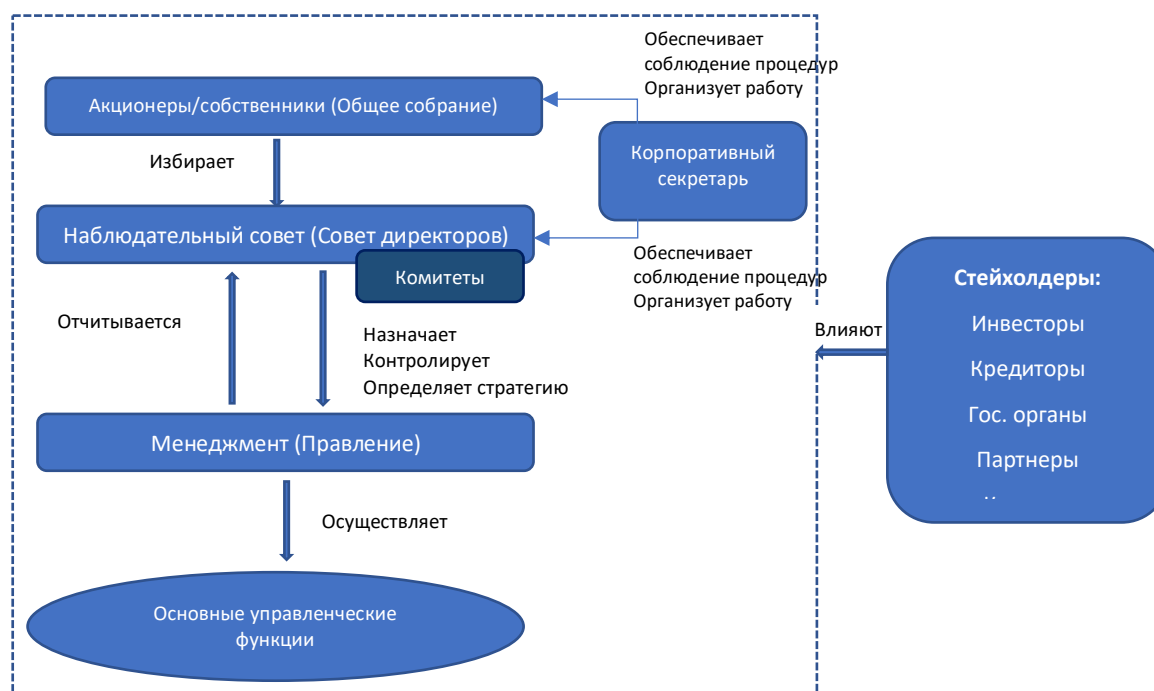 Обеспечивает
соблюдение процедур
Организует работу
Акционеры/собственники (Общее собрание)
Корпоративный
секретарь
Избирает
Наблюдательный совет (Совет директоров)
Комитеты
Обеспечивает
соблюдение процедур
Организует работу
Отчитывается
Назначает
Контролирует
Определяет стратегию
Менеджмент (Правление)
Осуществляет
Основные управленческие
функции
Влияют
Стейхолдеры:
Инвесторы
Кредиторы
Гос. органы
Партнеры